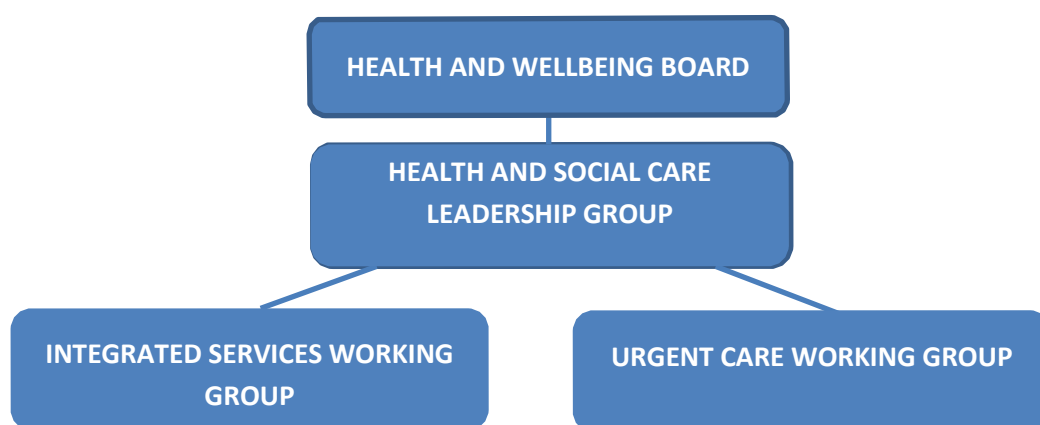 HEALTH AND WELLBEING BOARD
HEALTH AND SOCIAL CARE
LEADERSHIP GROUP
INTEGRATED SERVICES WORKING
GROUP
URGENT CARE WORKING GROUP